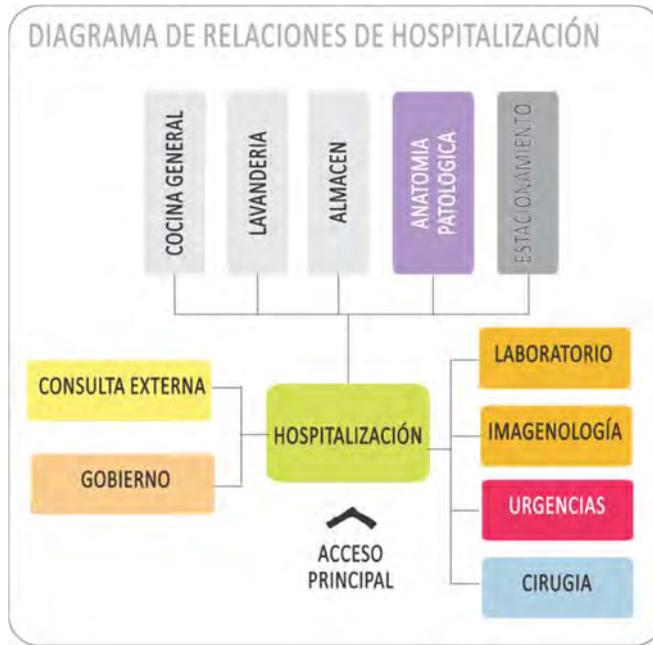 DIAGRAMA DE RELACIONES DE HOSPITALIZACIÓN
COCINA GENERAL
LAVANDERIA
ALMACEN
ANATOMIA
PATOLOGICA
ESTACIONAMIENTO
CONSULTA EXTERNA
GOBIERNO
HOSPITALIZACIÓN
LABORATORIO
IMAGENOLOGÍA
URGENCIAS
CIRUGIA
ACCESO
PRINCIPAL